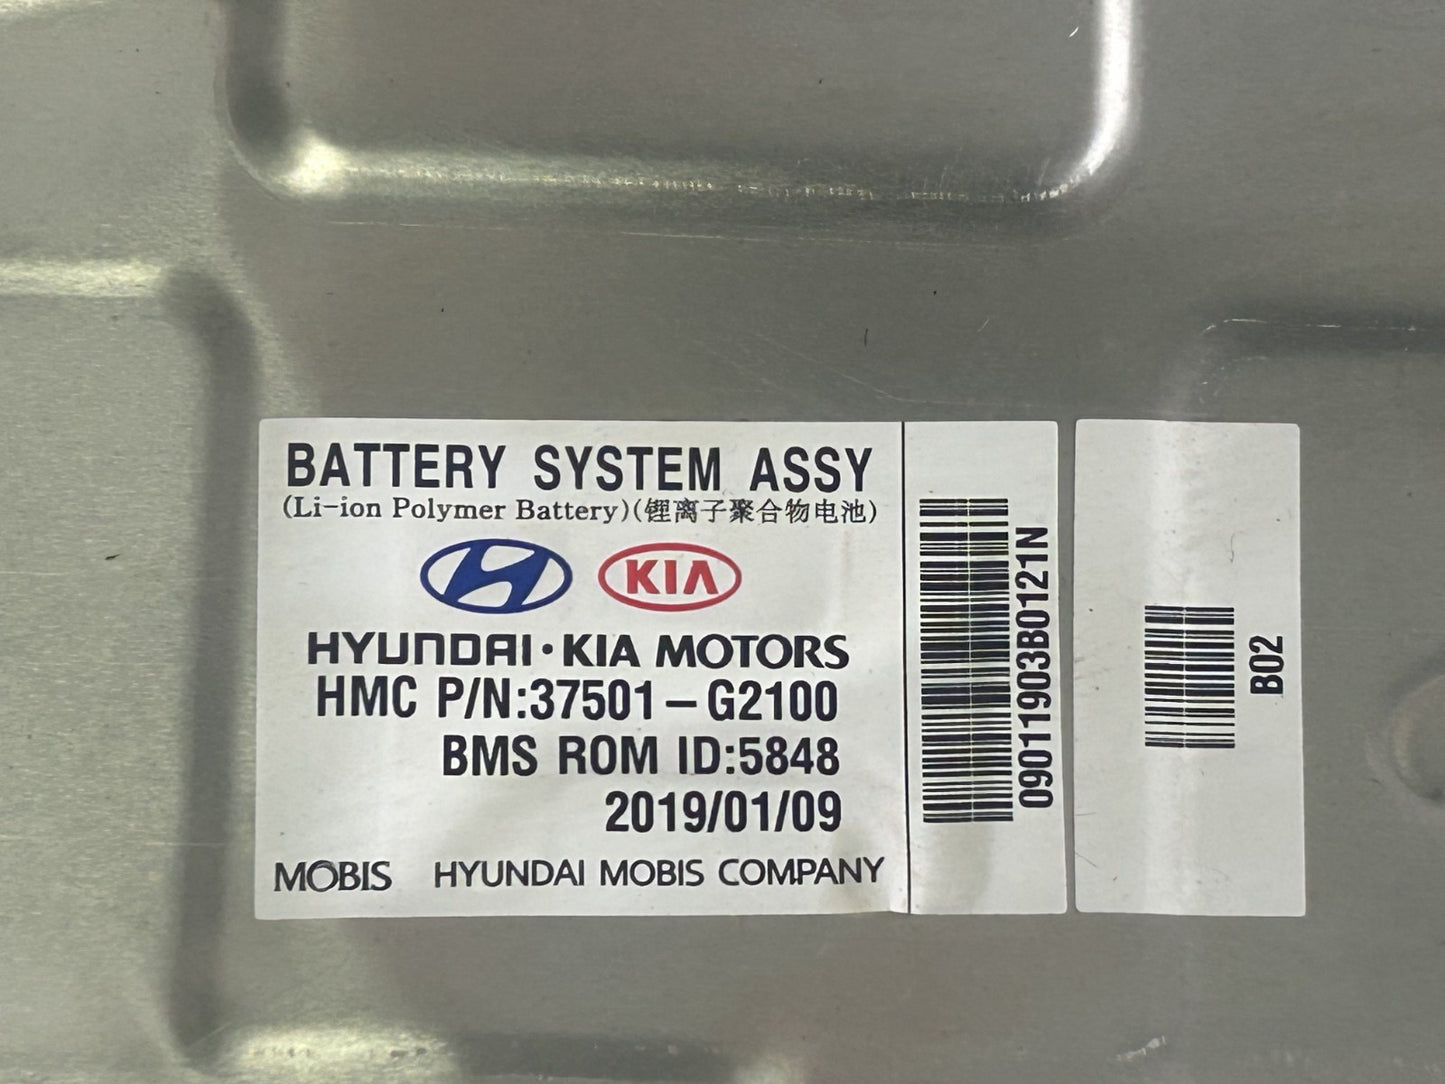 BATTERY SYSTEM ASSY
(Li-ion Polymer Battery)(锂离子聚合物电池)
KIA
HYUNDAI・KIA MOTORS
HMC P/N:37501-G2100
BMS ROM ID:5848
2019/01/09
MOBIS HYUNDAI MOBIS COMPANY
09011903B0121N
B02